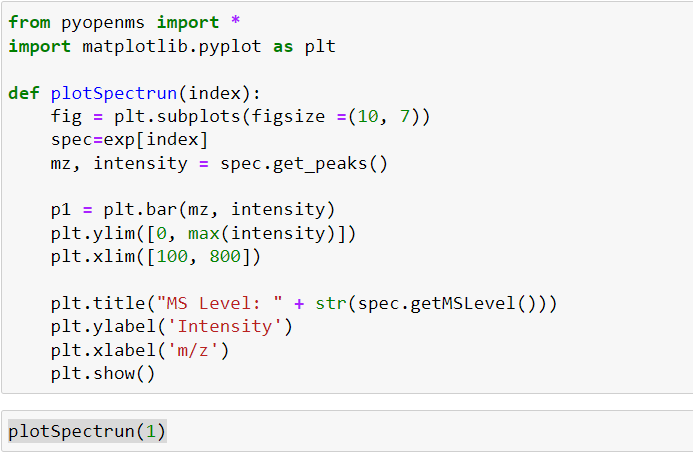 from pyopenms import *
import matplotlib.pyplot as plt
def plotSpectrun(index):
    fig = plt.subplots(figsize =(10, 7))
    spec=exp[index]
    mz, intensity = spec.get_peaks()
    p1 = plt.bar(mz, intensity)
    plt.ylim([0, max(intensity)])
    plt.xlim([100, 800])
    plt.title("MS Level: " + str(spec.getMSLevel()))
    plt.ylabel('Intensity')
    plt.xlabel('m/z')
    plt.show()
plotSpectrun(1)